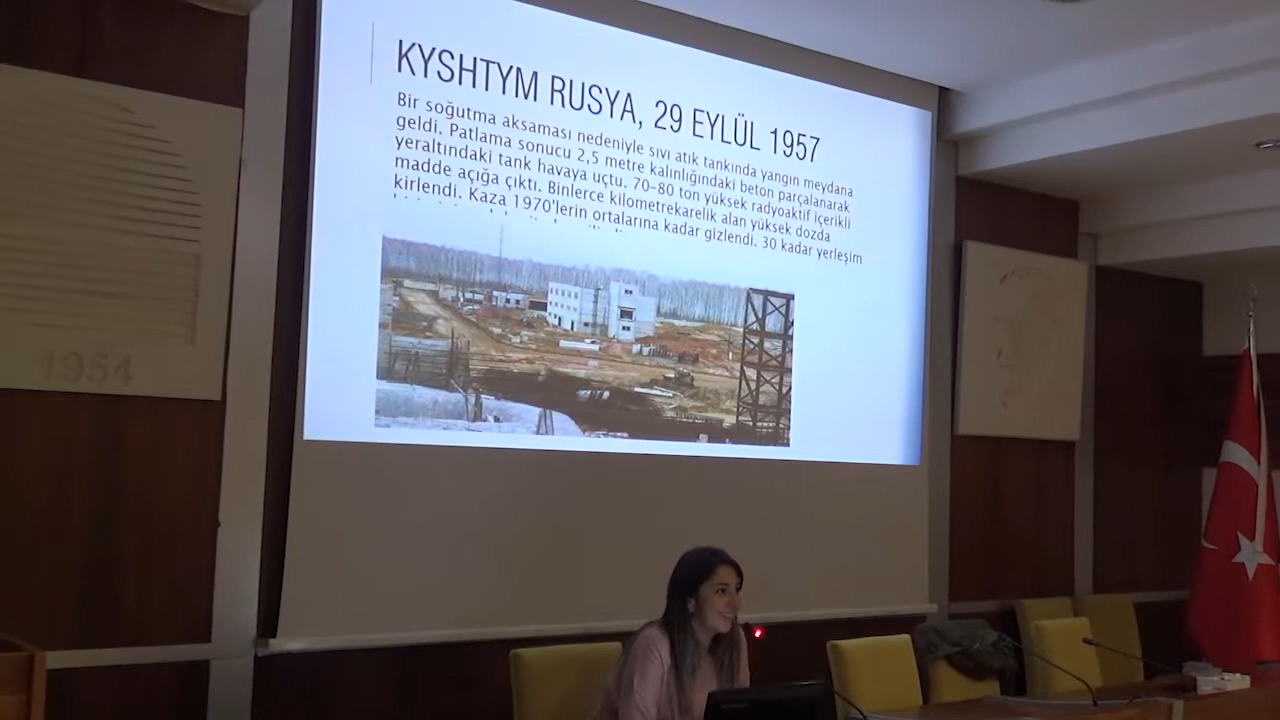 KYSHTYM RUSYA, 29 EYLÜL 1957
Bir soğutma aksaması nedeniyle sıvı atık tankında yangın meydana
geldi. Patlama sonucu 2,5 metre kalınlığındaki beton parçalanarak
yeraltındaki tank havaya uçtu. 70-80 ton yüksek radyoaktif içerikli
madde açığa çıktı. Binlerce kilometrekarelik alan yüksek dozda
kirlendi. Kaza 1970'lerin ortalarına kadar gizlendi. 30 kadar yerleşim
1954